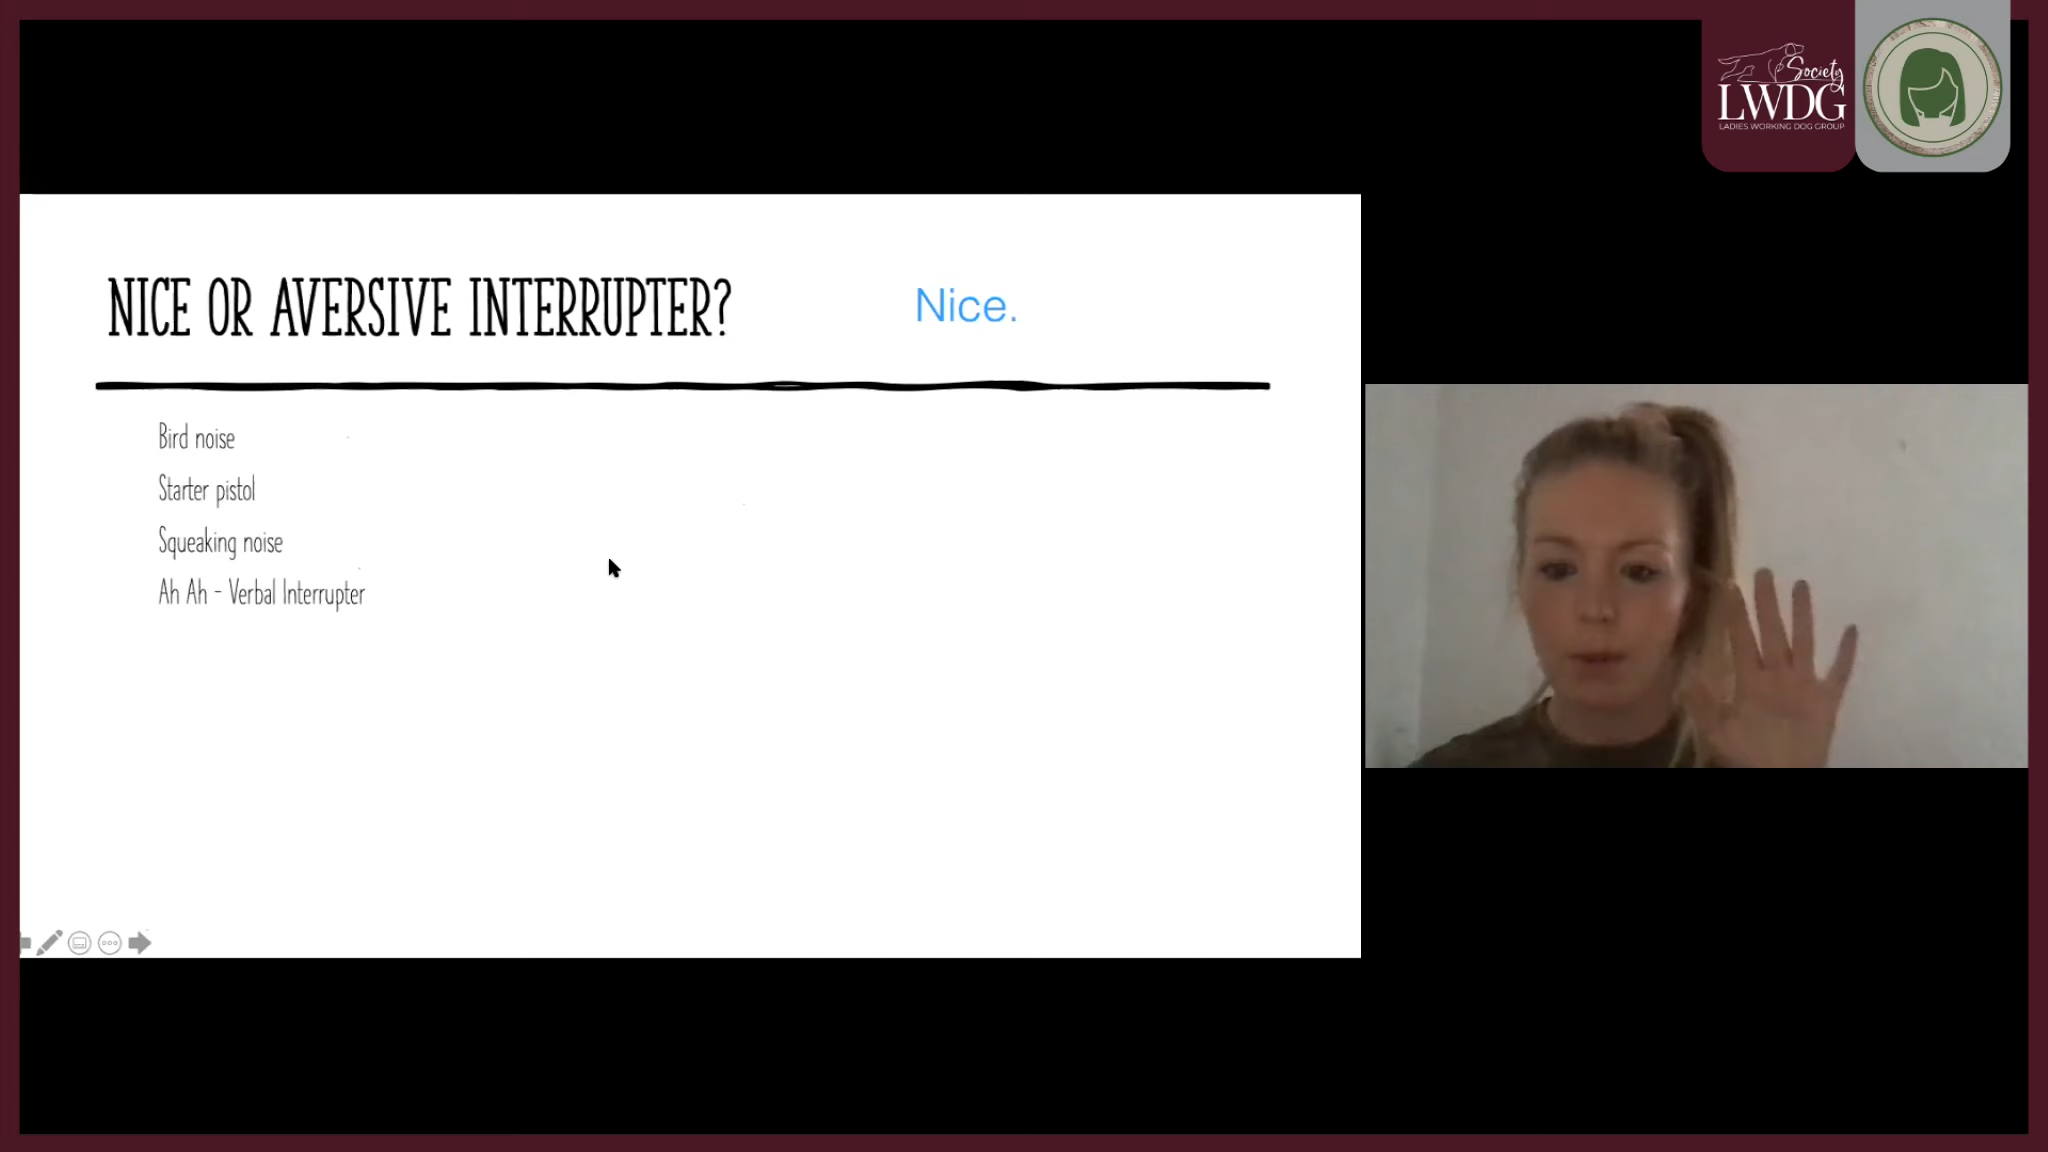 Society
LWDG
LADIES WORKING DOG GROUP
NICE OR AVERSIVE INTERRUPTER?
Nice.
Bird noise
Starter pistol
Squeaking noise
Ah Ah - Verbal Interrupter